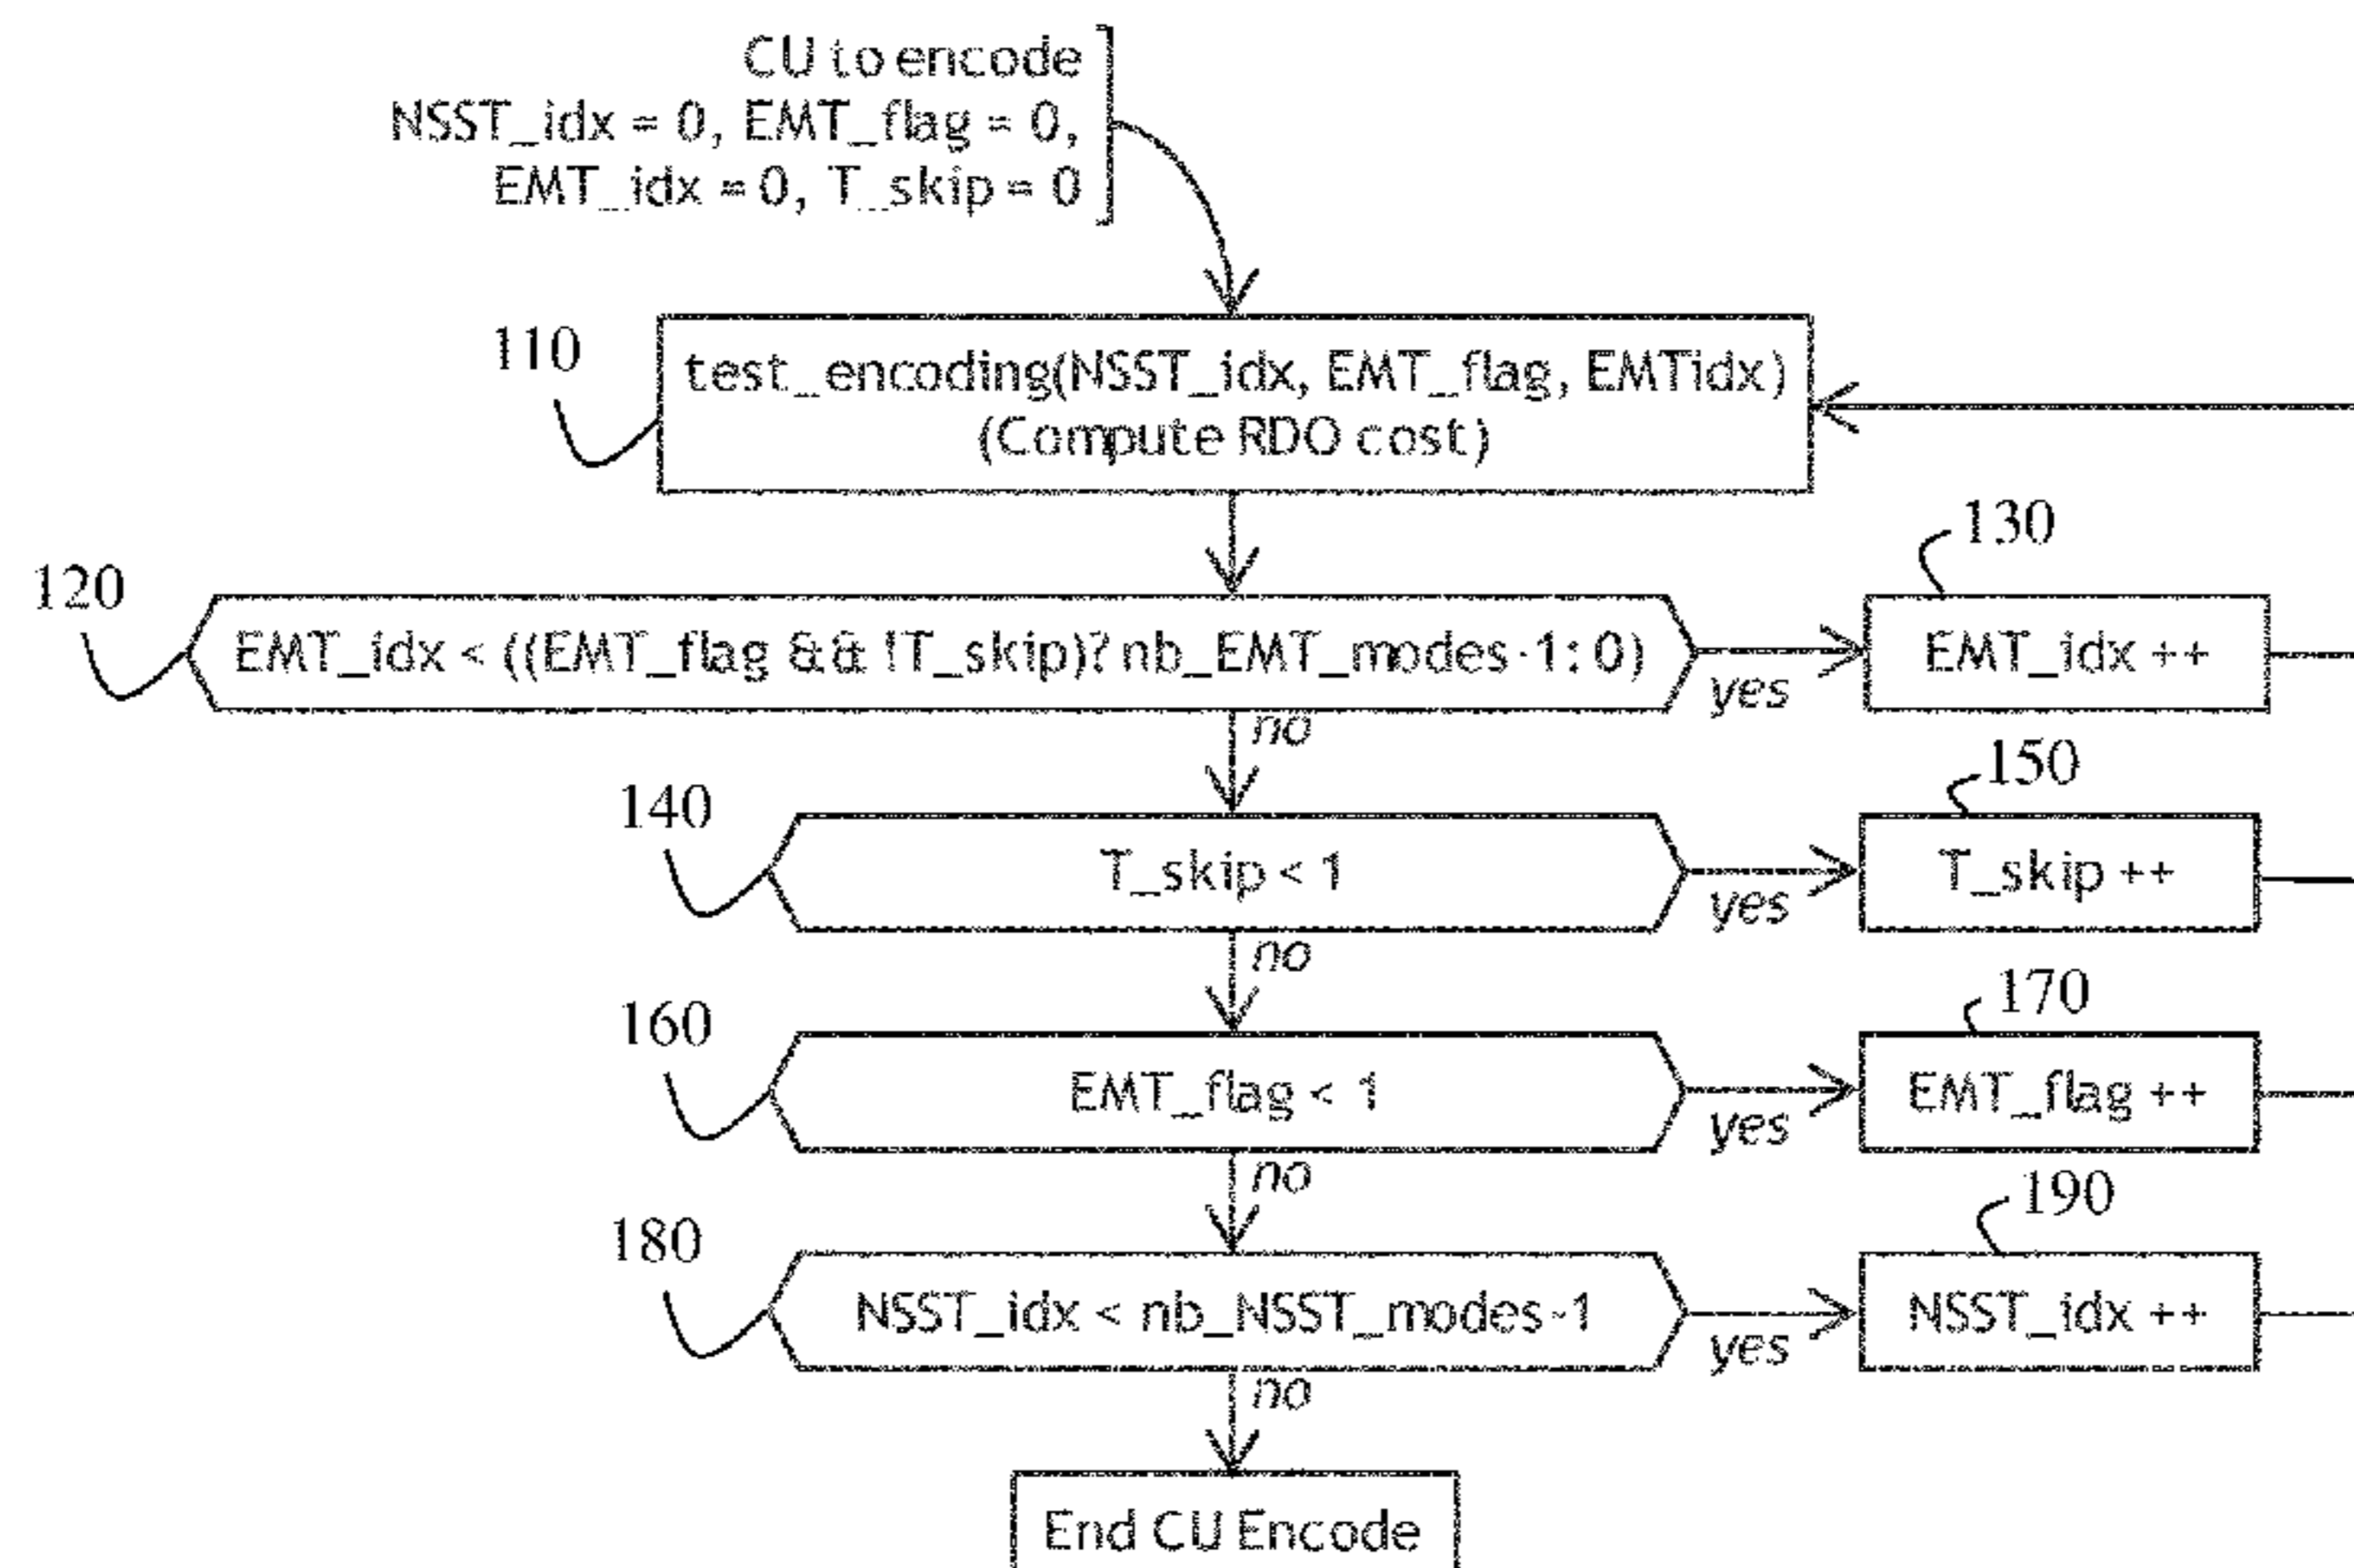 CU to encode
NSST_idx = 0, EMT_flag = 0,
EMT_idx = 0, T_skip = 0
110
test_encoding(NSST_idx, EMT_flag, EMTidx)
(Compute RDO cost)
120
EMT_idx < ((EMT_flag && !T_skip)? nb_EMT_modes-1: 0)
yes
130
EMT_idx ++
no
140
T_skip < 1
yes
150
T_skip ++
no
160
EMT_flag < 1
yes
170
EMT_flag ++
no
180
NSST_idx < nb_NSST_modes-1
yes
190
NSST_idx ++
no
End CU Encode